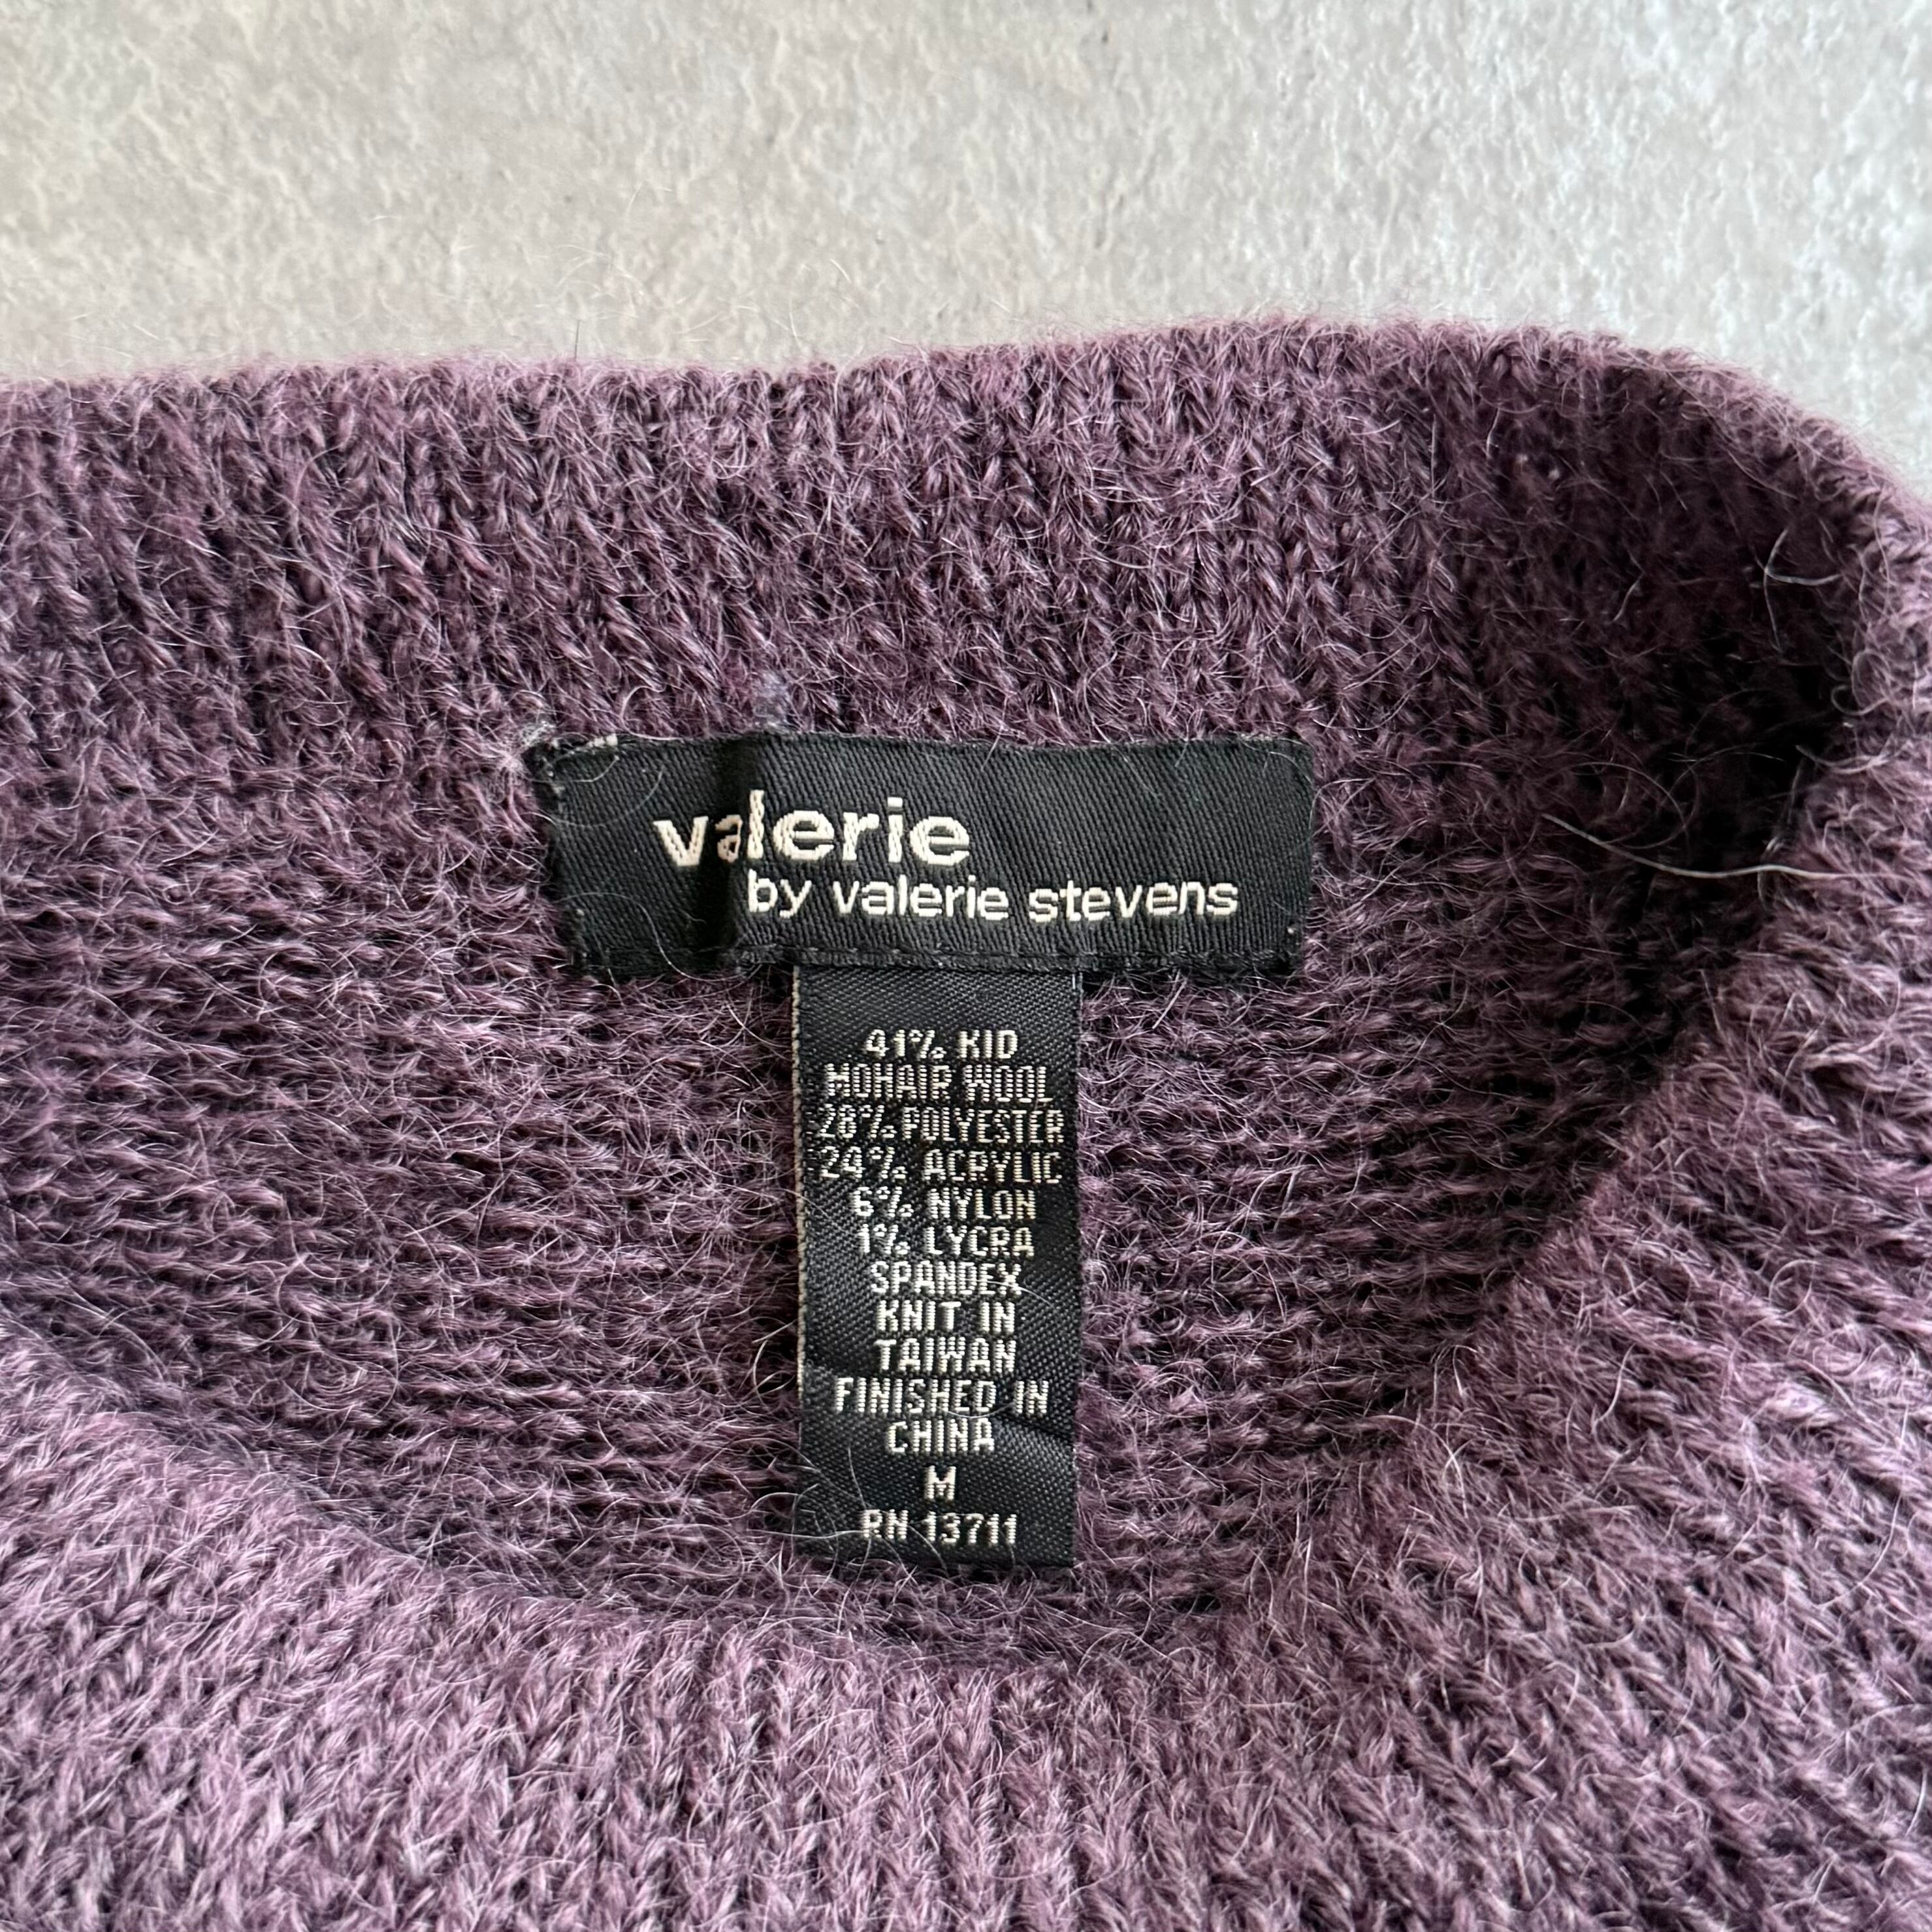 valerie
by valerie stevens
41% KID
MOHAIR WOOL
28% POLYESTER
24% ACRYLIC
6% NYLON
1% LYCRA
SPANDEX
KNIT IN
TAIWAN
FINISHED IN
CHINA
M
RN 13711